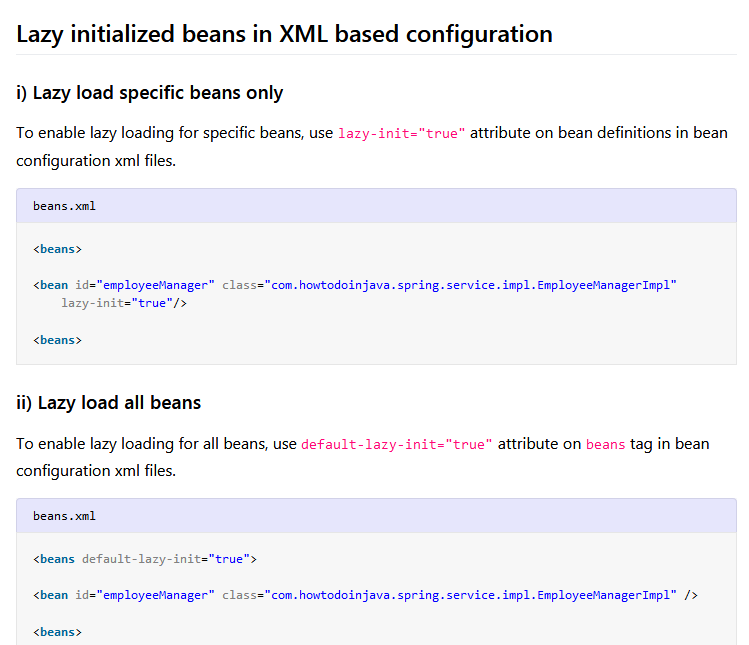 Lazy initialized beans in XML based configuration
i) Lazy load specific beans only
To enable lazy loading for specific beans, use lazy-init="true" attribute on bean definitions in bean
configuration xml files.
beans.xml
<beans>
<bean id="employeeManager" class="com.howtodoinjava.spring.service.impl.EmployeeManagerImpl"
lazy-init="true"/>
<beans>
ii) Lazy load all beans
To enable lazy loading for all beans, use default-lazy-init="true" attribute on beans tag in bean
configuration xml files.
beans.xml
<beans default-lazy-init="true">
<bean id="employeeManager" class="com.howtodoinjava.spring.service.impl.EmployeeManagerImpl" />
<beans>